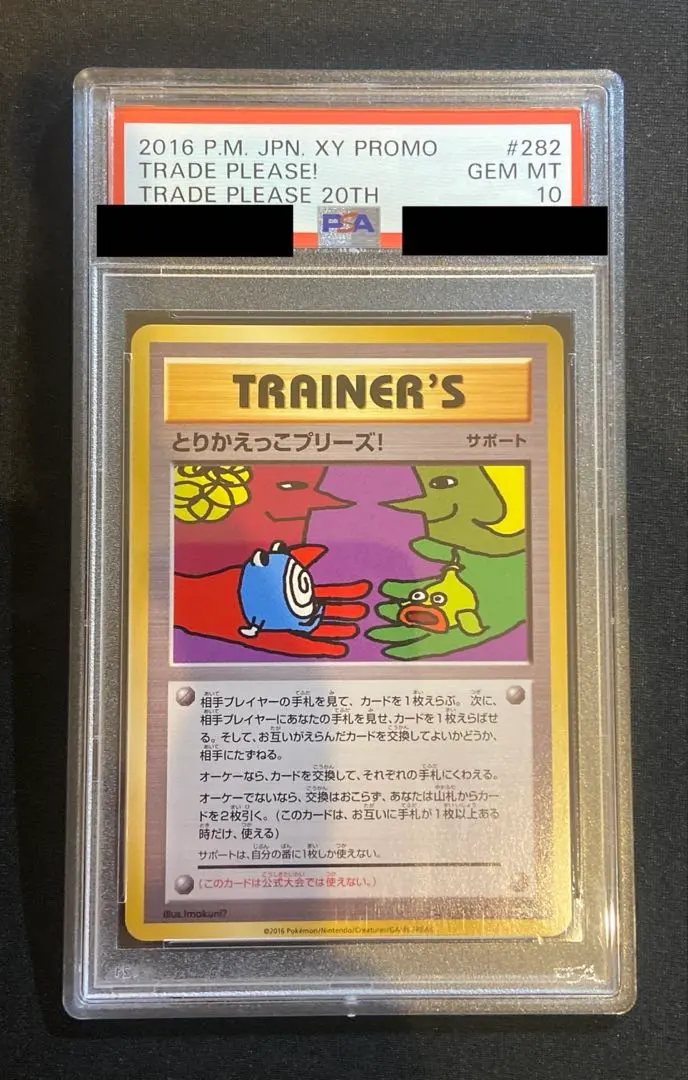 2016 P.M. JPN. XY PROMO #282
TRADE PLEASE! GEM MT
TRADE PLEASE 20TH 10
PSA
TRAINER'S
とりかえっこプリーズ! サポート
相手プレイヤーの手札を見て、カードを1枚えらぶ。次に、
相手プレイヤーにあなたの手札を見せ、カードを1枚えらばせ
る。そして、お互いがえらんだカードを交換してよいかどうか、
相手にたずねる。
オーケーなら、カードを交換して、それぞれの手札にくわえる。
オーケーでないなら、交換はおこらず、あなたは山札からカー
ドを2枚引く。(このカードは、お互いに手札が1枚以上ある
時だけ、使える)
サポートは、自分の番に1枚しか使えない。
(このカードは公式大会では使えない。)
illus.Imakuni?
©2016 Pokémon/Nintendo/Creatures/GAME FREAK